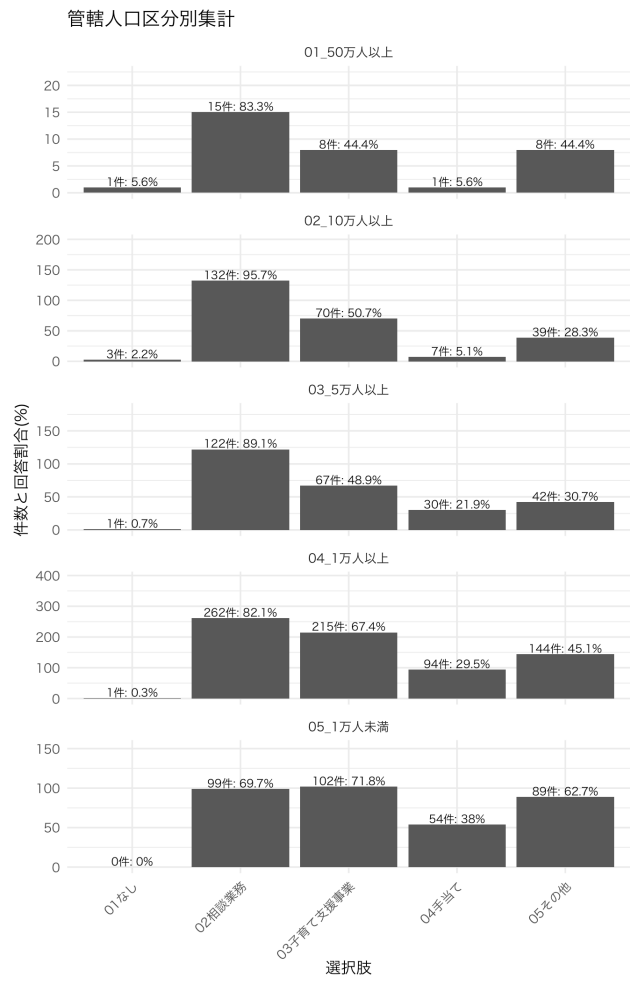 管轄人口区分別集計
01_50万人以上
20
15
10
5
0
1件: 5.6%
15件: 83.3%
8件: 44.4%
1件: 5.6%
8件: 44.4%
02_10万人以上
200
150
100
50
0
3件: 2.2%
132件: 95.7%
70件: 50.7%
7件: 5.1%
39件: 28.3%
03_5万人以上
150
100
50
0
1件: 0.7%
122件: 89.1%
67件: 48.9%
30件: 21.9%
42件: 30.7%
04_1万人以上
400
300
200
100
0
1件: 0.3%
262件: 82.1%
215件: 67.4%
94件: 29.5%
144件: 45.1%
05_1万人未満
150
100
50
0
0件: 0%
99件: 69.7%
102件: 71.8%
54件: 38%
89件: 62.7%
01なし
02相談業務
03子育て支援事業
04手当て
05その他
選択肢
件数と回答割合(%)